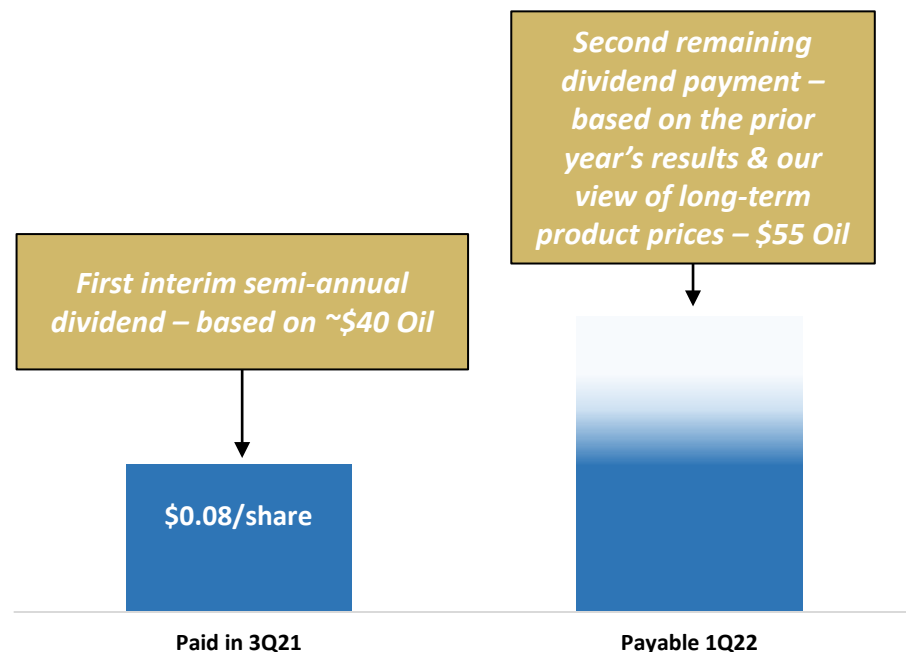 Second remaining
dividend payment –
based on the prior
year’s results & our
view of long-term
product prices – $55 Oil
First interim semi-annual
dividend – based on ~$40 Oil
$0.08/share
Paid in 3Q21
Payable 1Q22